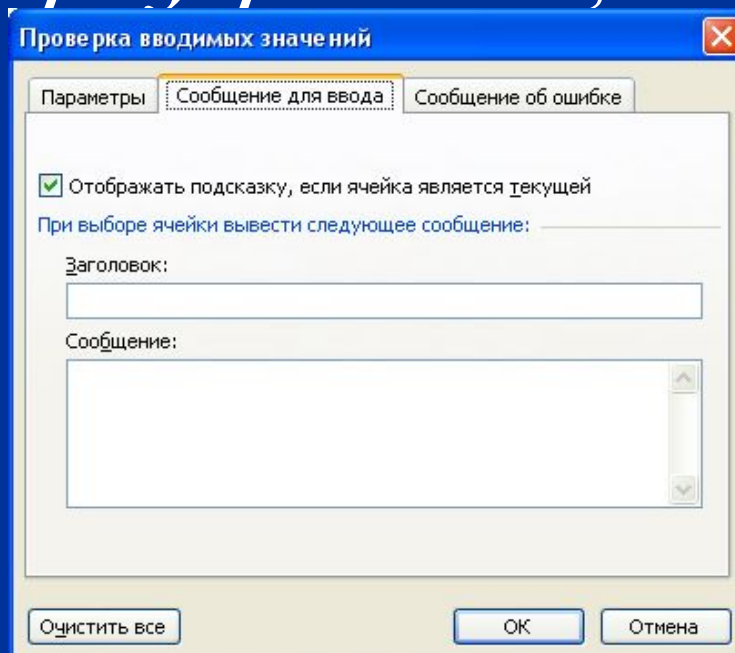 Проверка вводимых значений
Параметры Сообщение для ввода Сообщение об ошибке
Отображать подсказку, если ячейка является текущей
При выборе ячейки вывести следующее сообщение:
Заголовок:
Сообщение:
Очистить все ОК Отмена